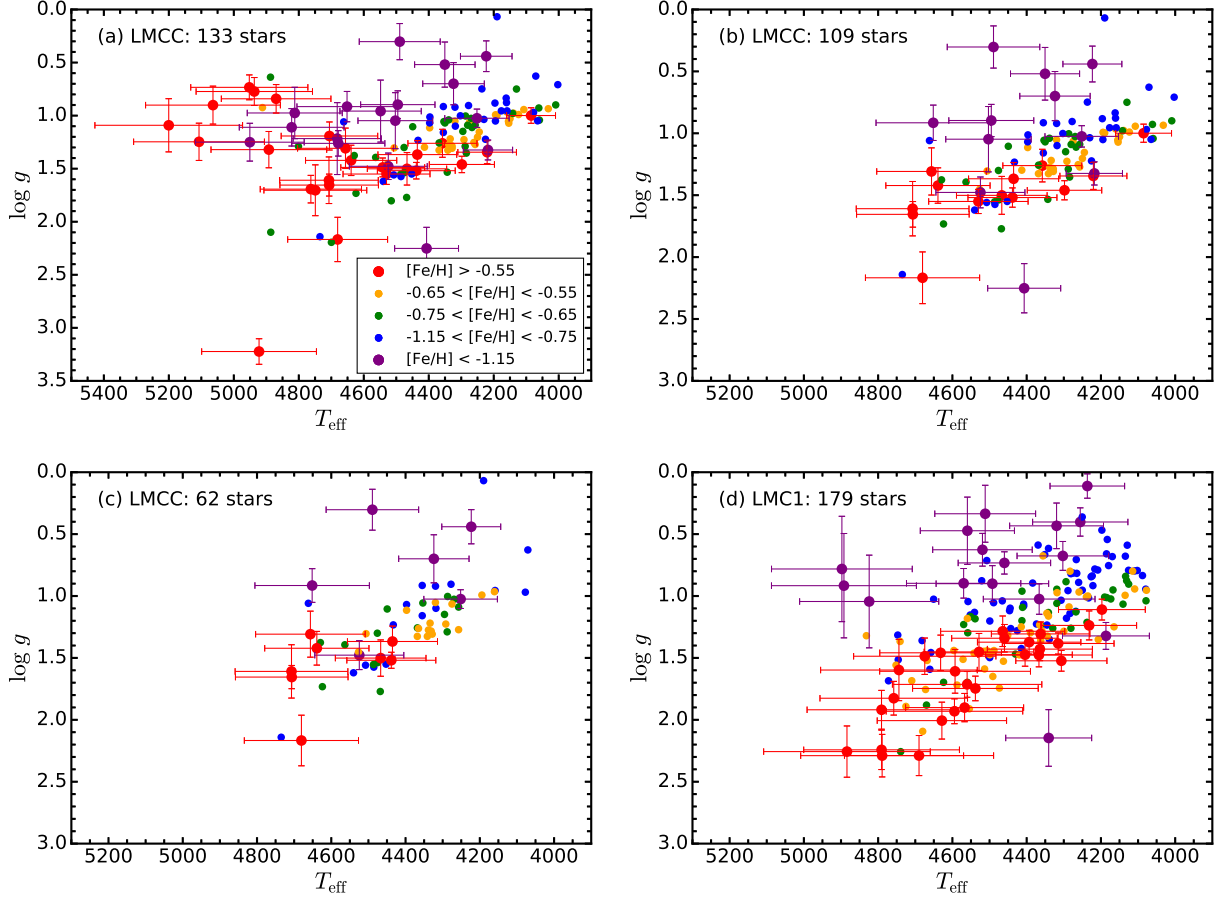 (a) LMCC: 133 stars
0.0
0.5
1.0
1.5
2.0
2.5
3.0
3.5
log g
[Fe/H] > -0.55
-0.65 < [Fe/H] < -0.55
-0.75 < [Fe/H] < -0.65
-1.15 < [Fe/H] < -0.75
[Fe/H] < -1.15
5400 5200 5000 4800 4600 4400 4200 4000
Teff
(b) LMCC: 109 stars
0.0
0.5
1.0
1.5
2.0
2.5
3.0
log g
5200 5000 4800 4600 4400 4200 4000
Teff
(c) LMCC: 62 stars
0.0
0.5
1.0
1.5
2.0
2.5
3.0
log g
5200 5000 4800 4600 4400 4200 4000
Teff
(d) LMC1: 179 stars
0.0
0.5
1.0
1.5
2.0
2.5
3.0
log g
5200 5000 4800 4600 4400 4200 4000
Teff